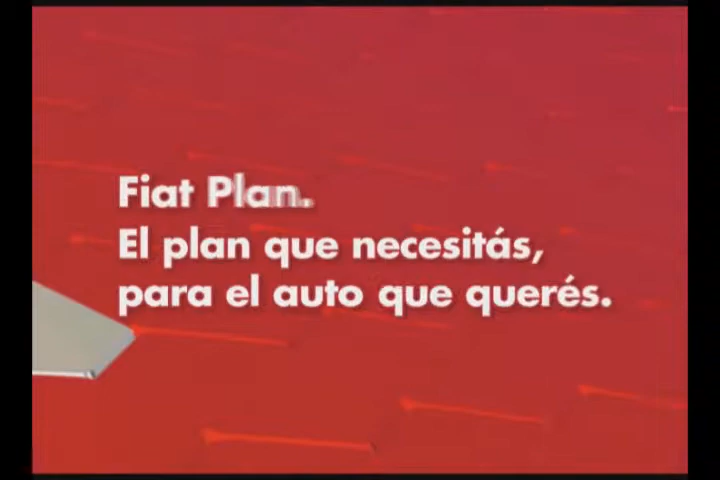 Fiat Plan.
El plan que necesitás,
para el auto que querés.